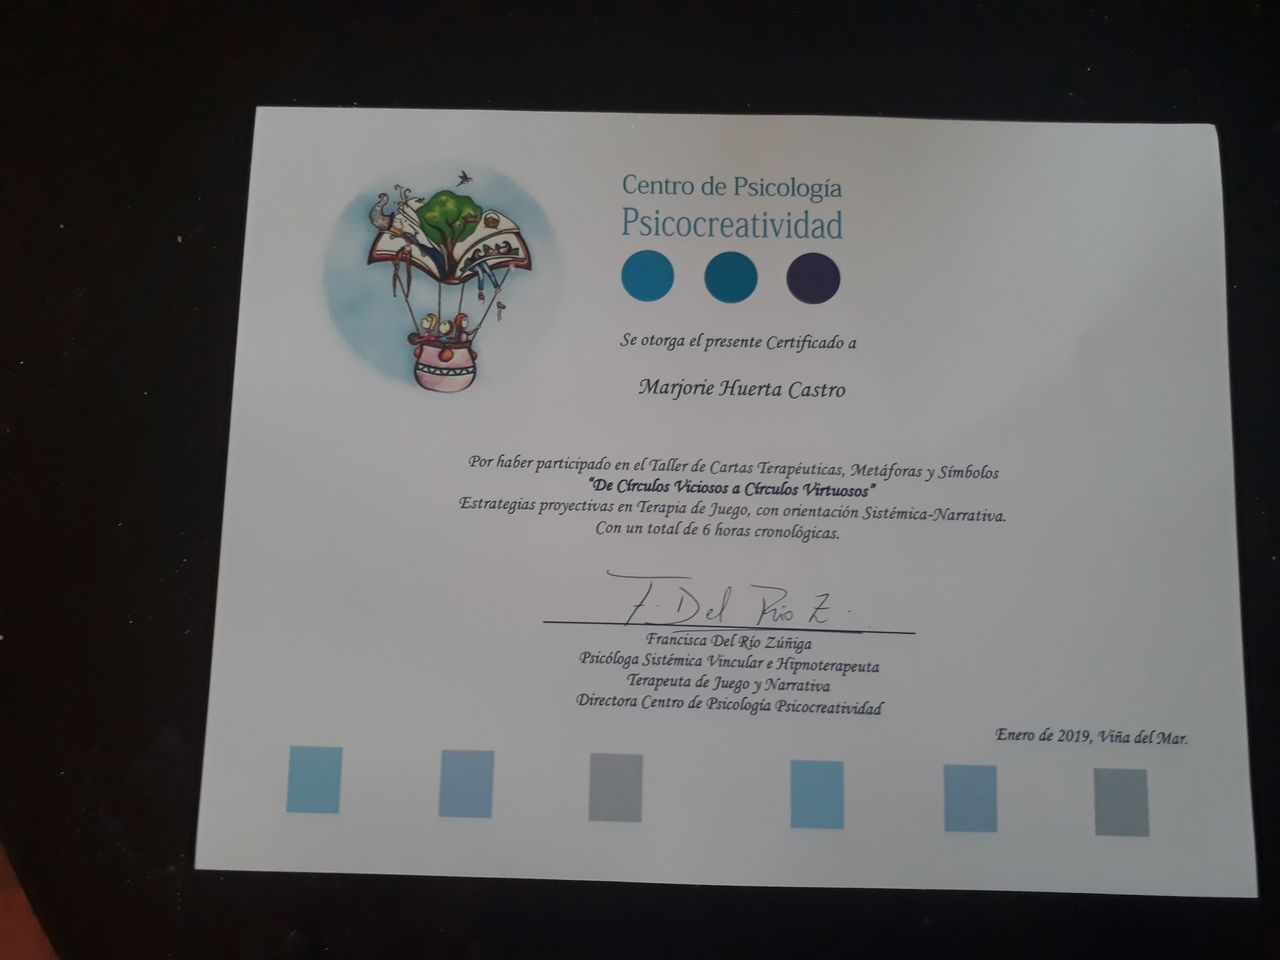 Centro de Psicología
Psicocreatividad
Se otorga el presente Certificado a
Marjorie Huerta Castro
Por haber participado en el Taller de Cartas Terapéuticas, Metáforas y Símbolos
"De Círculos Viciosos a Círculos Virtuosos"
Estrategias proyectivas en Terapia de Juego, con orientación Sistémica-Narrativa.
Con un total de 6 horas cronológicas.
F. Del Río Z.
Francisca Del Río Zúñiga
Psicóloga Sistémica Vincular e Hipnoterapeuta
Terapeuta de Juego y Narrativa
Directora Centro de Psicología Psicocreatividad
Enero de 2019, Viña del Mar.